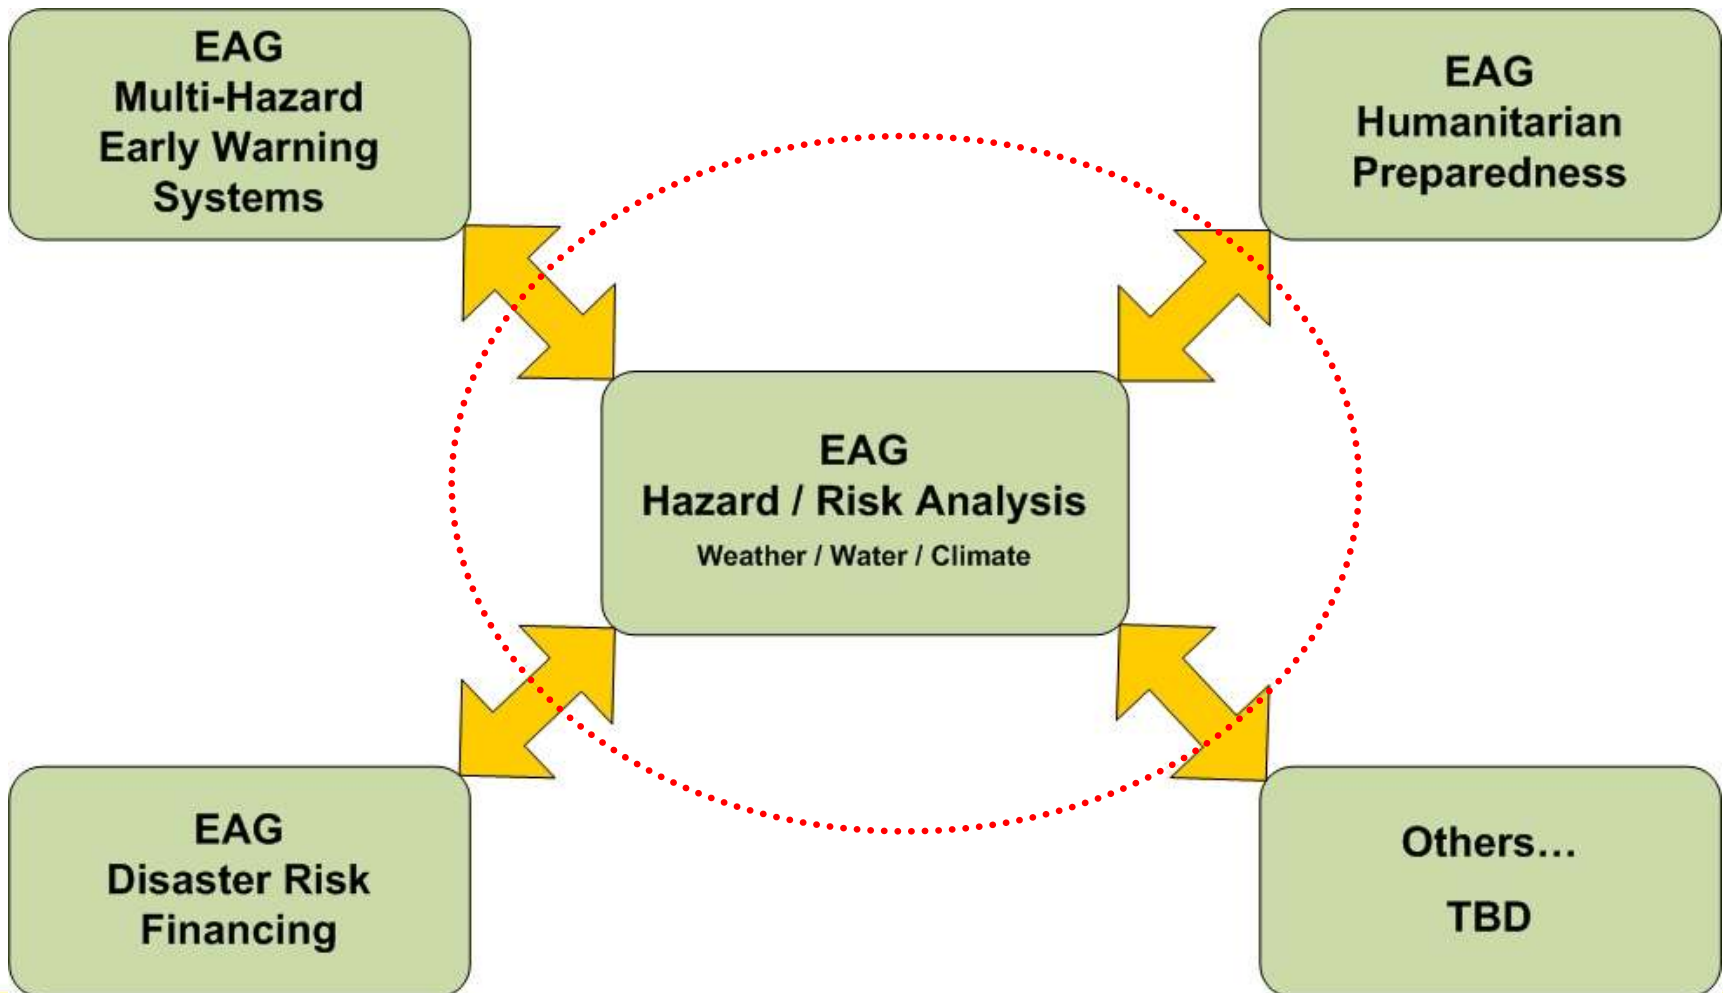 EAG
Multi-Hazard
Early Warning
Systems
EAG
Humanitarian
Preparedness
EAG
Hazard / Risk Analysis
Weather / Water / Climate
EAG
Disaster Risk
Financing
Others…
TBD